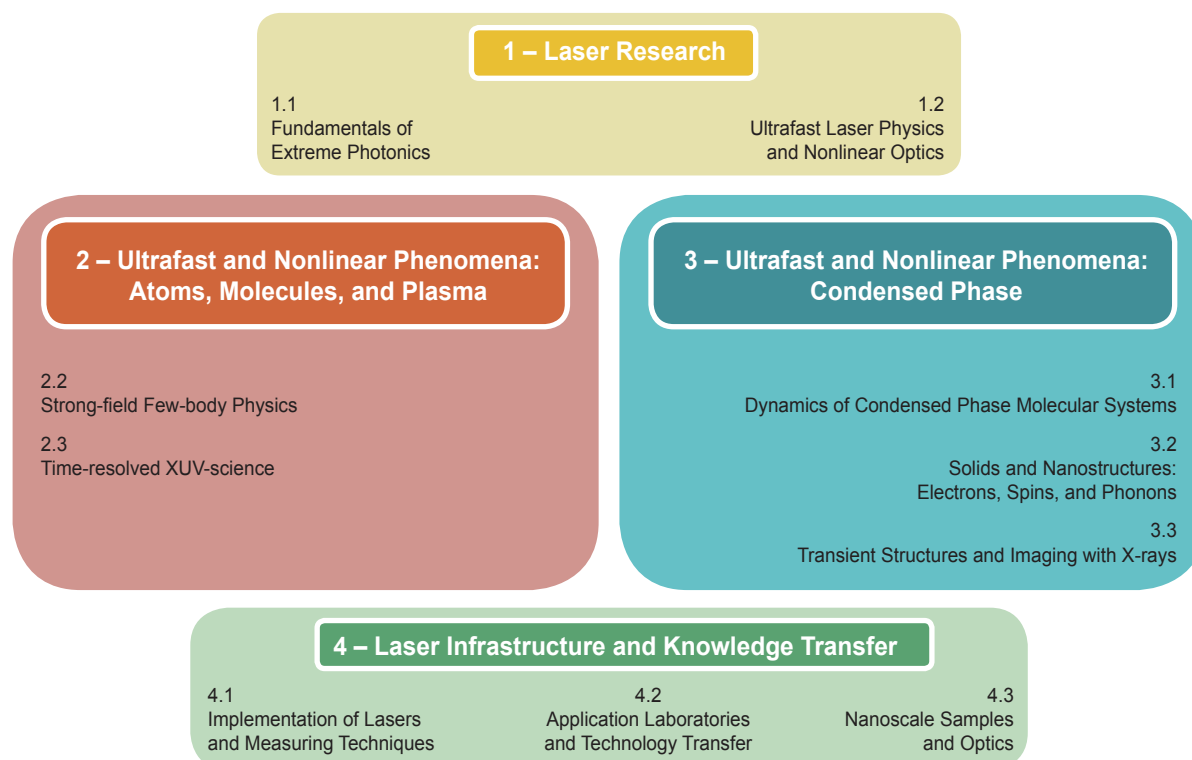 1 – Laser Research
1.1
Fundamentals of
Extreme Photonics
1.2
Ultrafast Laser Physics
and Nonlinear Optics
2 – Ultrafast and Nonlinear Phenomena:
Atoms, Molecules, and Plasma
2.2
Strong-field Few-body Physics
2.3
Time-resolved XUV-science
3 – Ultrafast and Nonlinear Phenomena:
Condensed Phase
3.1
Dynamics of Condensed Phase Molecular Systems
3.2
Solids and Nanostructures:
Electrons, Spins, and Phonons
3.3
Transient Structures and Imaging with X-rays
4 – Laser Infrastructure and Knowledge Transfer
4.1
Implementation of Lasers
and Measuring Techniques
4.2
Application Laboratories
and Technology Transfer
4.3
Nanoscale Samples
and Optics